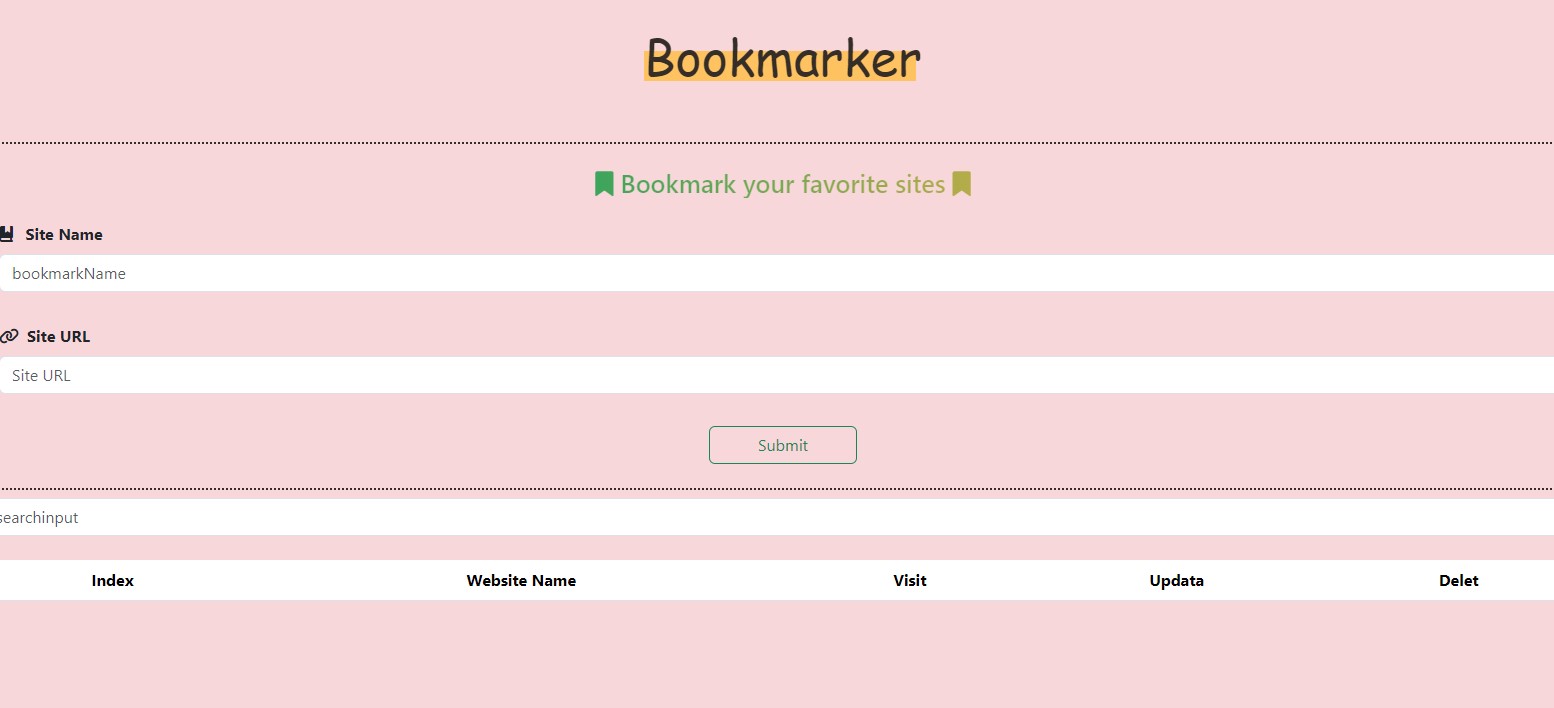 Bookmarker
Bookmark your favorite sites
Site Name
bookmarkName
Site URL
Site URL
Submit
searchinput
Index Website Name Visit Updata Delet